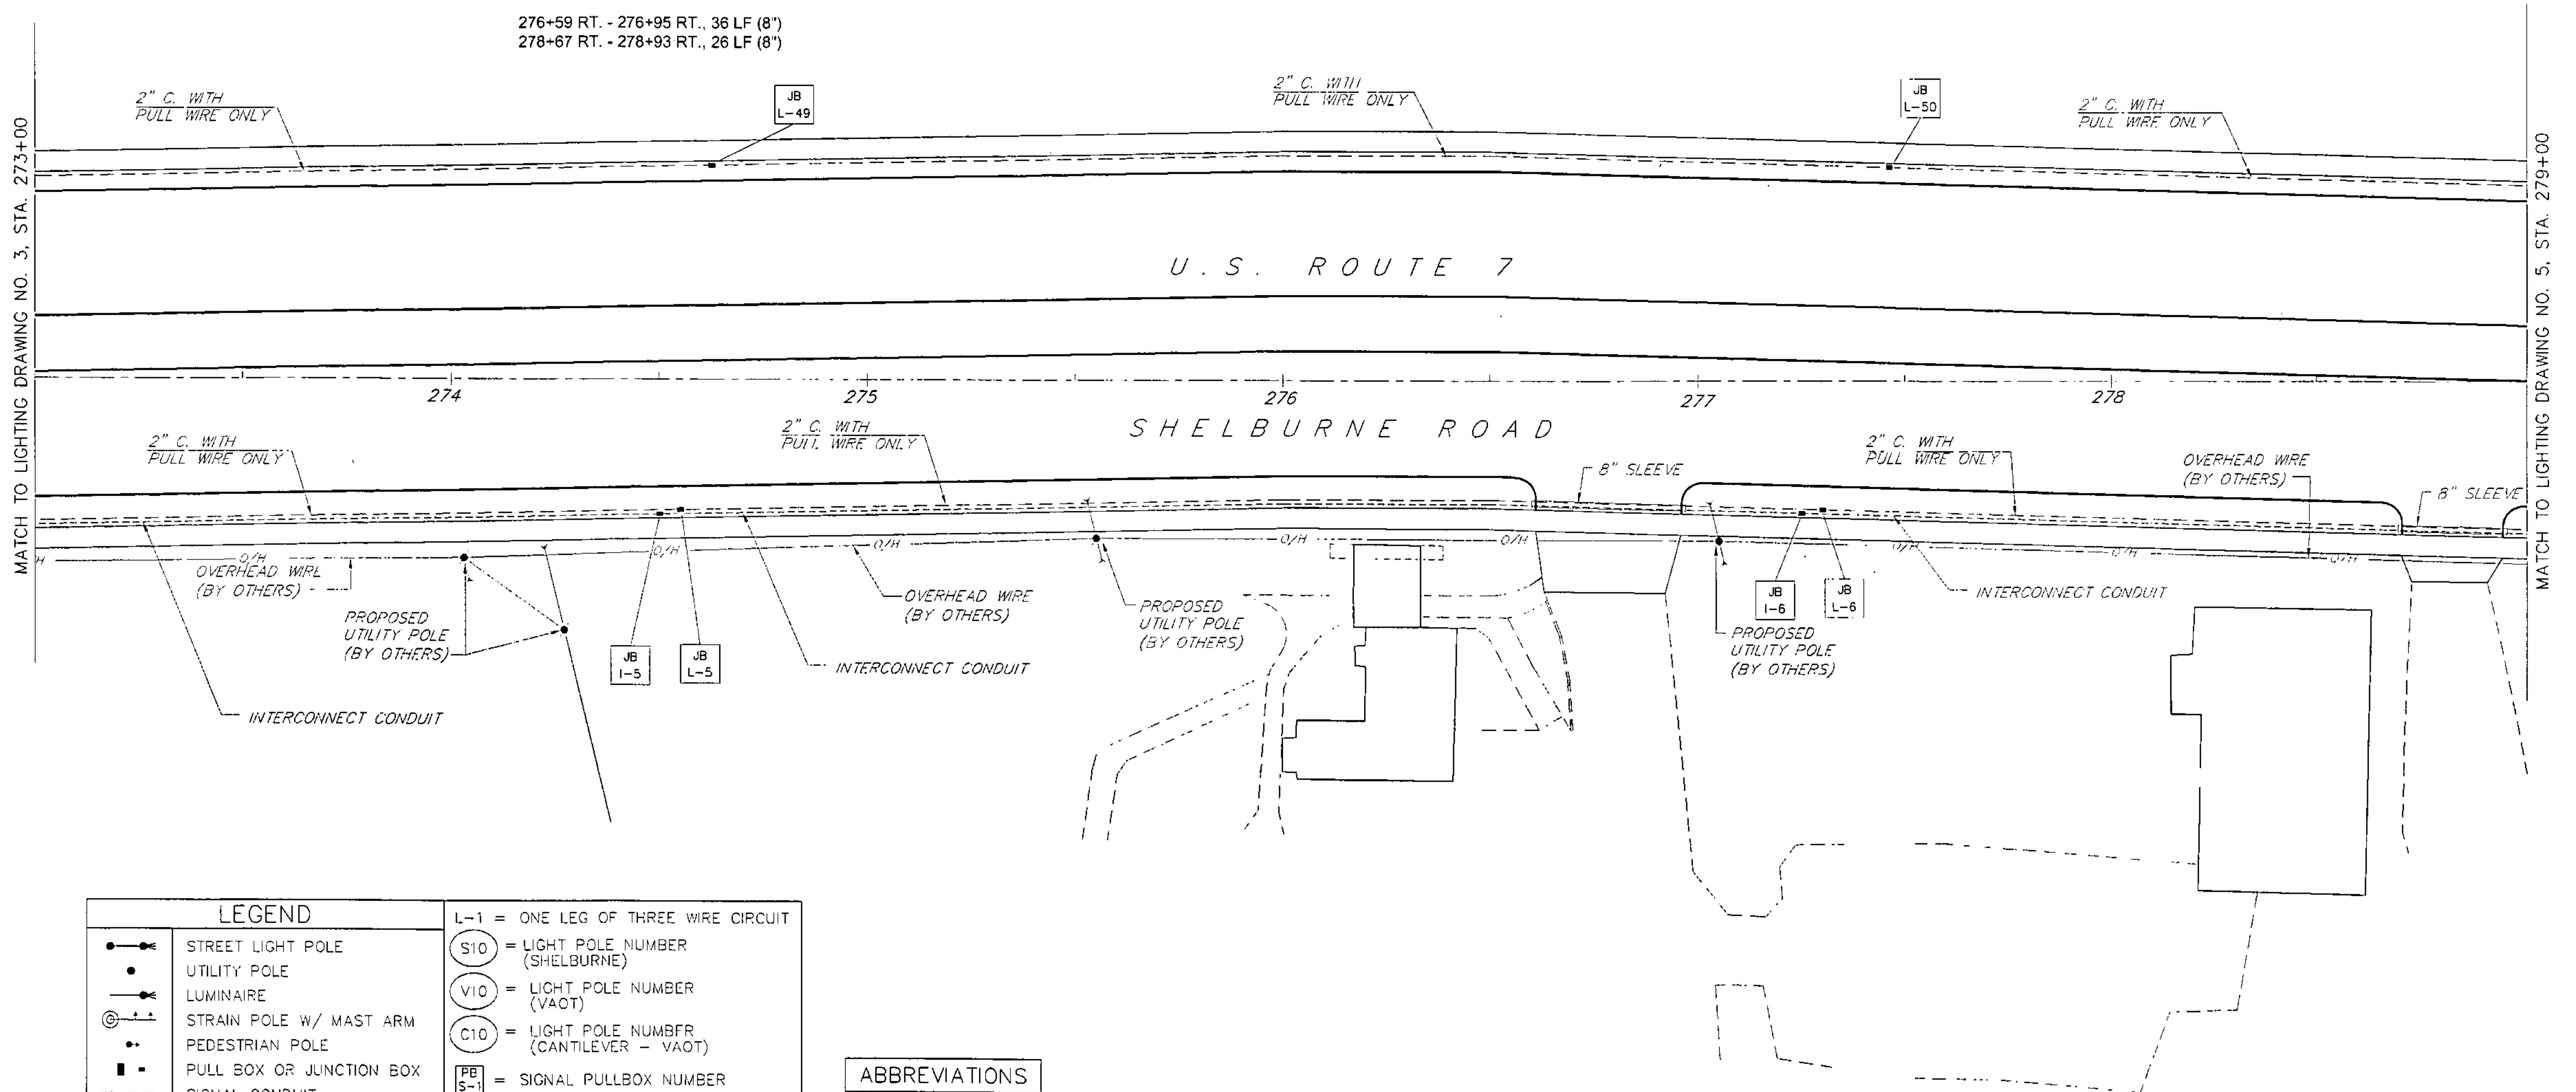 276+59 RT. - 276+95 RT., 36 LF (8")
278+67 RT. - 278+93 RT., 26 LF (8")
2" C. WITH
PULL WIRE ONLY
JB
L-49
2" C. WITH
PULL WIRE ONLY
JB
L-50
2" C. WITH
PULL WIRE ONLY
MATCH TO LIGHTING DRAWING NO. 3, STA. 273+00
MATCH TO LIGHTING DRAWING NO. 5, STA. 279+00
U.S. ROUTE 7
274
275
276
277
278
SHELBURNE ROAD
2" C. WITH
PULL WIRE ONLY
2" C. WITH
PULL WIRE ONLY
8" SLEEVE
2" C. WITH
PULL WIRE ONLY
OVERHEAD WIRE
(BY OTHERS)
8" SLEEVE
H
O/H
O/H
O/H
O/H
O/H
O/H
O/H
O/H
OVERHEAD WIRE
(BY OTHERS)
PROPOSED
UTILITY POLE
(BY OTHERS)
JB
I-5
JB
L-5
OVERHEAD WIRE
(BY OTHERS)
INTERCONNECT CONDUIT
PROPOSED
UTILITY POLE
(BY OTHERS)
JB
I-6
JB
L-6
INTERCONNECT CONDUIT
PROPOSED
UTILITY POLE
(BY OTHERS)
INTERCONNECT CONDUIT
LEGEND
STREET LIGHT POLE
UTILITY POLE
LUMINAIRE
STRAIN POLE W/ MAST ARM
PEDESTRIAN POLE
PULL BOX OR JUNCTION BOX
SIGNAL CONDUIT
L-1 = ONE LEG OF THREE WIRE CIRCUIT
S10 = LIGHT POLE NUMBER
(SHELBURNE)
V10 = LIGHT POLE NUMBER
(VAOT)
C10 = LIGHT POLE NUMBER
(CANTILEVER - VAOT)
PB
S-1 = SIGNAL PULLBOX NUMBER
ABBREVIATIONS